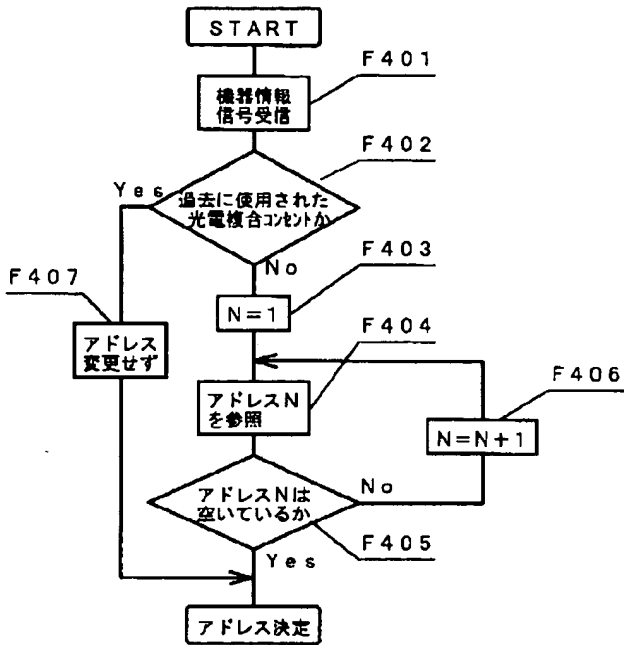 START
F401
機器情報
信号受信
F402
Yes
過去に使用された
光電複合コンセントか
No
F403
F407
N=1
F404
アドレス
変更せず
アドレスN
を参照
F406
N=N+1
アドレスNは
空いているか
No
F405
Yes
アドレス決定